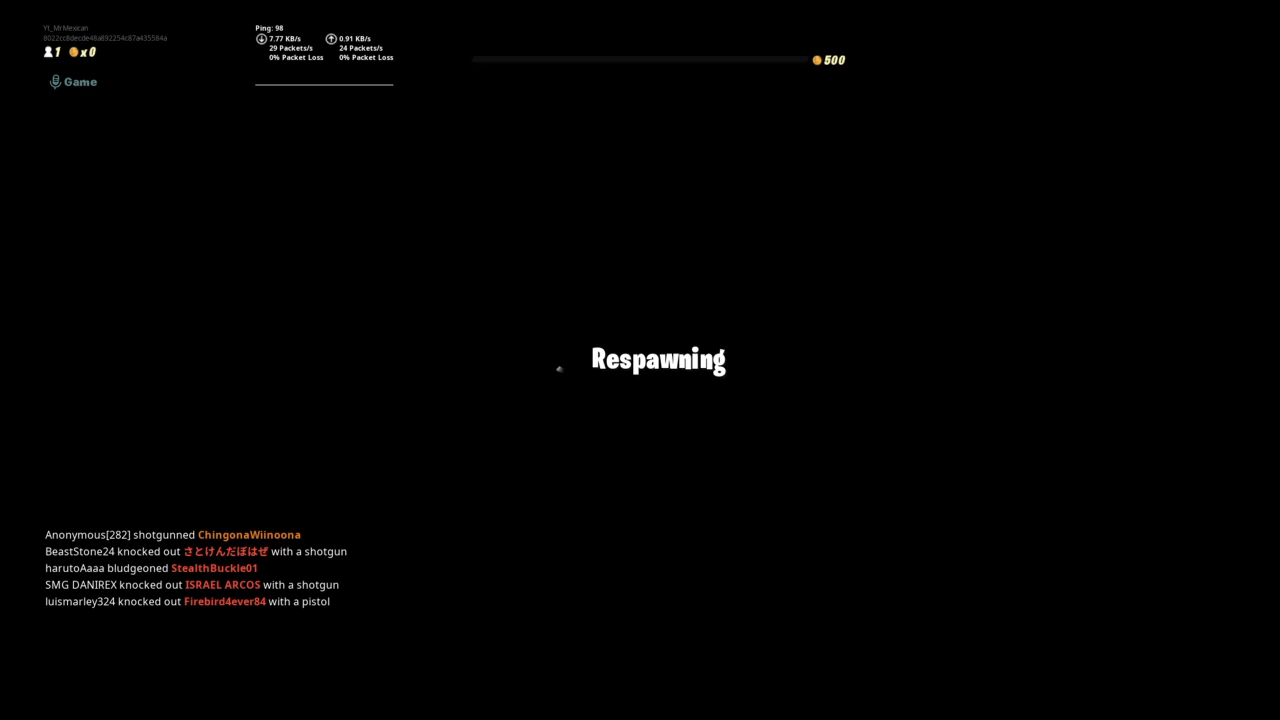 Yt_MrMexican
1 x0
Game
Ping: 98
7.77 KB/s 0.91 KB/s
29 Packets/s 24 Packets/s
0% Packet Loss 0% Packet Loss
500
Respawning
Anonymous[282] shotgunned ChingonaWiinoona
BeastStone24 knocked out さとけんだぼはぜ with a shotgun
harutoAaaa bludgeoned StealthBuckle01
SMG DANIREX knocked out ISRAEL ARCOS with a shotgun
luismarley324 knocked out Firebird4ever84 with a pistol